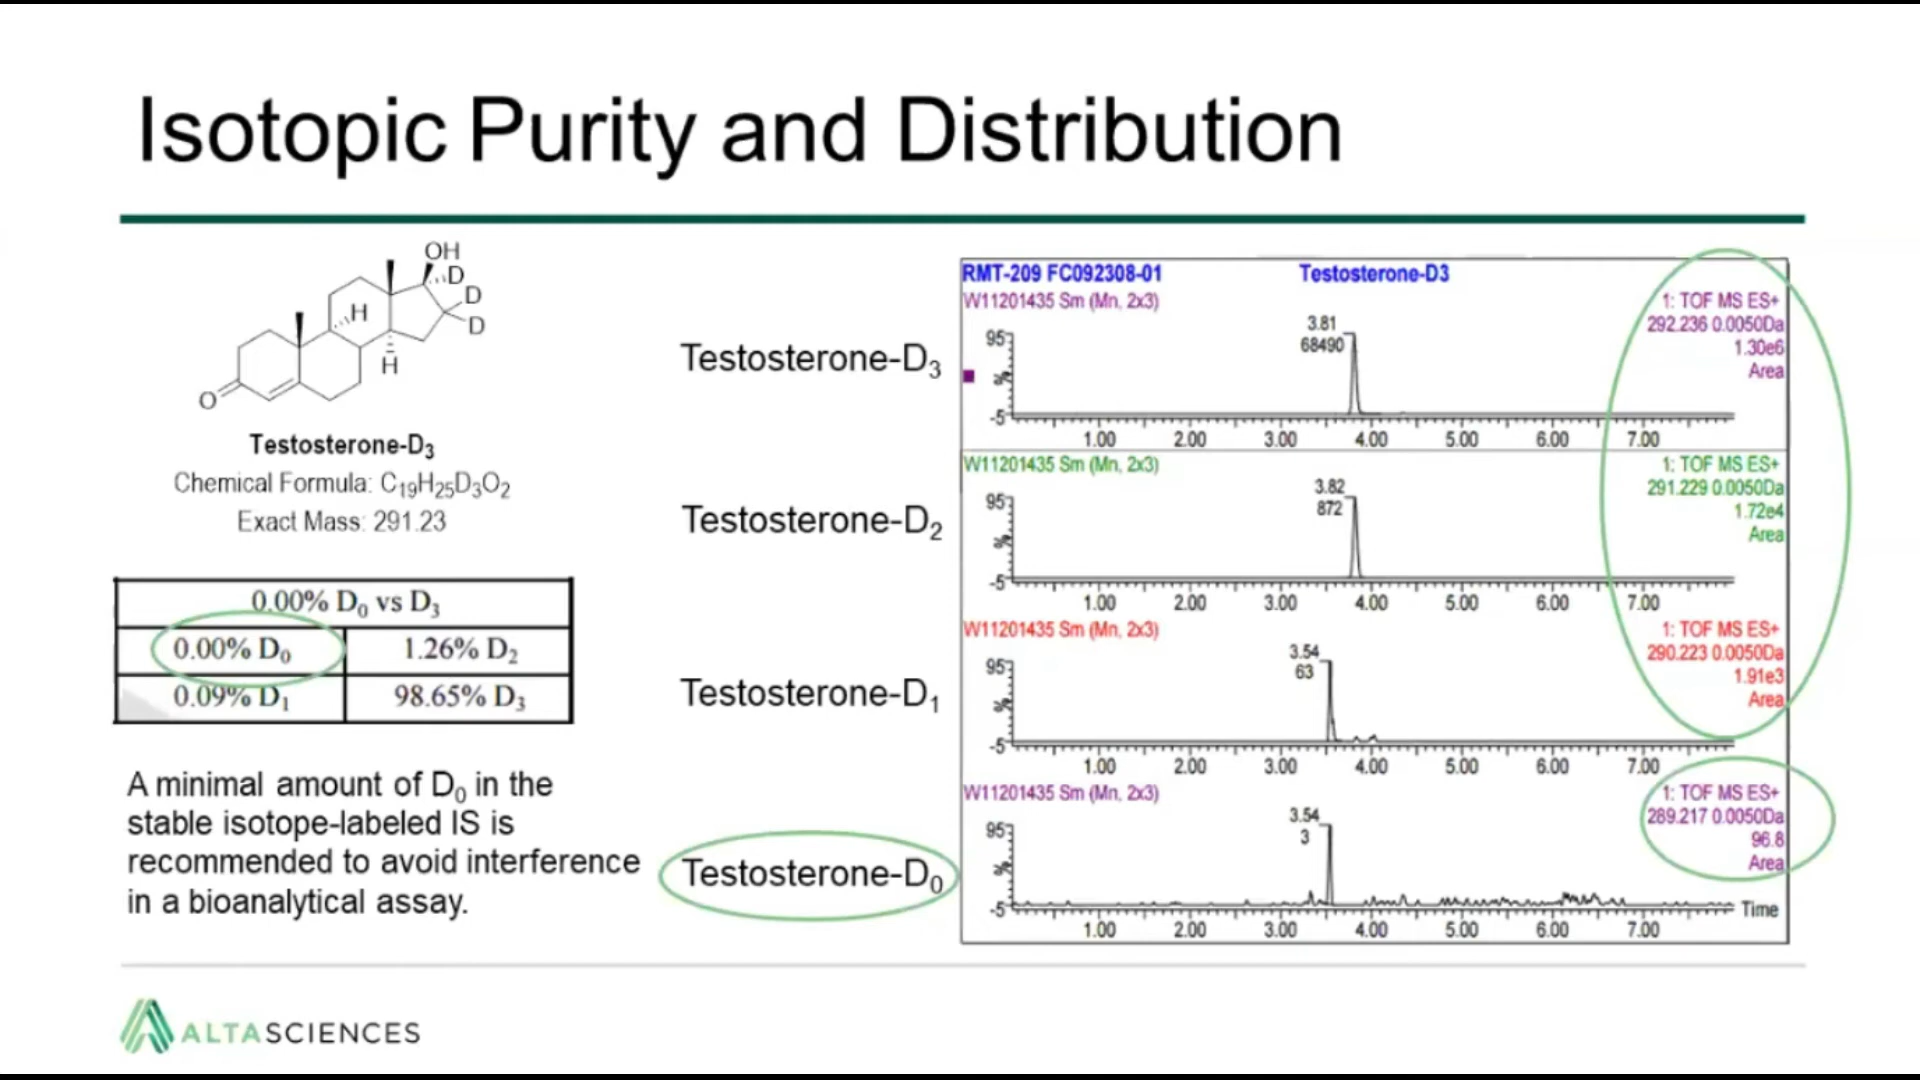 Isotopic Purity and Distribution
OH
D
D
D
H
H
O
Testosterone-D₃
Chemical Formula: C₁₉H₂₅D₃O₂
Exact Mass: 291.23
0.00% D₀ vs D₃
0.00% D₀ 1.26% D₂
0.09% D₁ 98.65% D₃
A minimal amount of D₀ in the
stable isotope-labeled IS is
recommended to avoid interference
in a bioanalytical assay.
Testosterone-D₃
Testosterone-D₂
Testosterone-D₁
Testosterone-D₀
RMT-209 FC092308-01 Testosterone-D3
W11201435 Sm (Mn, 2x3) 1: TOF MS ES+
292.236 0.0050Da
1.30e6
Area
3.81
68490
95
%
-5
1.00 2.00 3.00 4.00 5.00 6.00 7.00
W11201435 Sm (Mn, 2x3) 1: TOF MS ES+
291.229 0.0050Da
1.72e4
Area
3.82
872
95
%
-5
1.00 2.00 3.00 4.00 5.00 6.00 7.00
W11201435 Sm (Mn, 2x3) 1: TOF MS ES+
290.223 0.0050Da
1.91e3
Area
3.54
63
95
%
-5
1.00 2.00 3.00 4.00 5.00 6.00 7.00
W11201435 Sm (Mn, 2x3) 1: TOF MS ES+
289.217 0.0050Da
96.8
Area
3.54
3
95
%
-5
Time
1.00 2.00 3.00 4.00 5.00 6.00 7.00
ALTASCIENCES